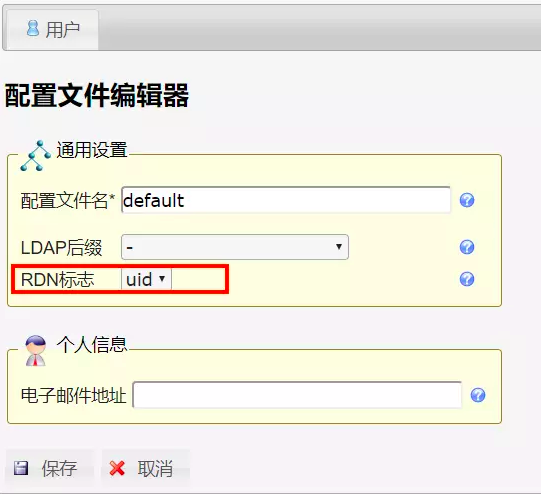 用户
配置文件编辑器
通用设置
配置文件名* default
LDAP后缀 -
RDN标志 uid
个人信息
电子邮件地址
保存 取消